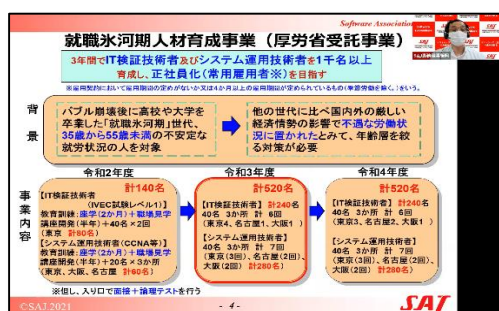 Software Associatio
就職氷河期人材育成事業（厚労省受託事業）
3年間でIT検証技術者及びシステム運用技術者を1千名以上
育成し、正社員化（常用雇用者※）を目指す
背景
バブル崩壊後に高校や大学を
卒業した「就職氷河期」世代、
35歳から55歳未満の不安定な
就労状況の人を対象
他の世代に比べ国内外の厳しい
経済情勢の影響で不遇な労働状
況に置かれたとみて、年齢層を絞
る対策が必要
事業内容
令和2年度
計140名
【IT検証技術者
（IVEC試験レベル1）】
教育訓練：座学（2か月）＋職場見学
講座開発（半年）＋40名×2回
（東京 計80名）
【システム運用技術者（CCNA等）】
教育訓練：座学（2か月）＋職場見学
講座開発（半年）＋20名×3か所
（東京、大阪、名古屋 計60名）
令和3年度
計520名
【IT検証技術者】計240名
40名 3か所 計 6回
（東京4、名古屋1、大阪1）
【システム運用技術者】
40名 3か所 計 7回
（東京（3回）、名古屋（2回）、
大阪（2回） 計280名）
令和4年度
計520名
【IT検証技術者】計240名
40名 3か所 計 6回
（東京3、名古屋2、大阪1）
【システム運用技術者】
40名 3か所 計 7回
（東京（3回）、名古屋（2回）、
大阪（2回） 計280名）
※但し、入り口で面接＋論理テストを行う
©SAJ.2021
- 4 -
SAJ